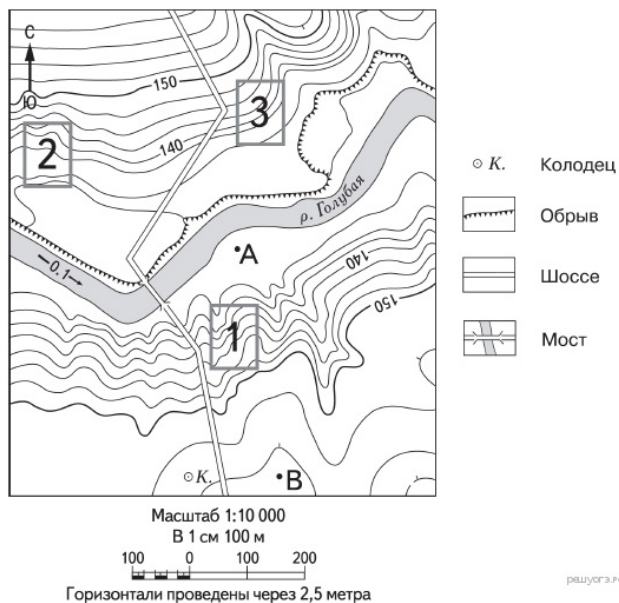 С
Ю
150
140
3
2
р. Голубая
А
0,1
140
150
1
К.
В
К. Колодец
Обрыв
Шоссе
Мост
Масштаб 1:10 000
В 1 см 100 м
100 0 100 200
Горизонтали проведены через 2,5 метра